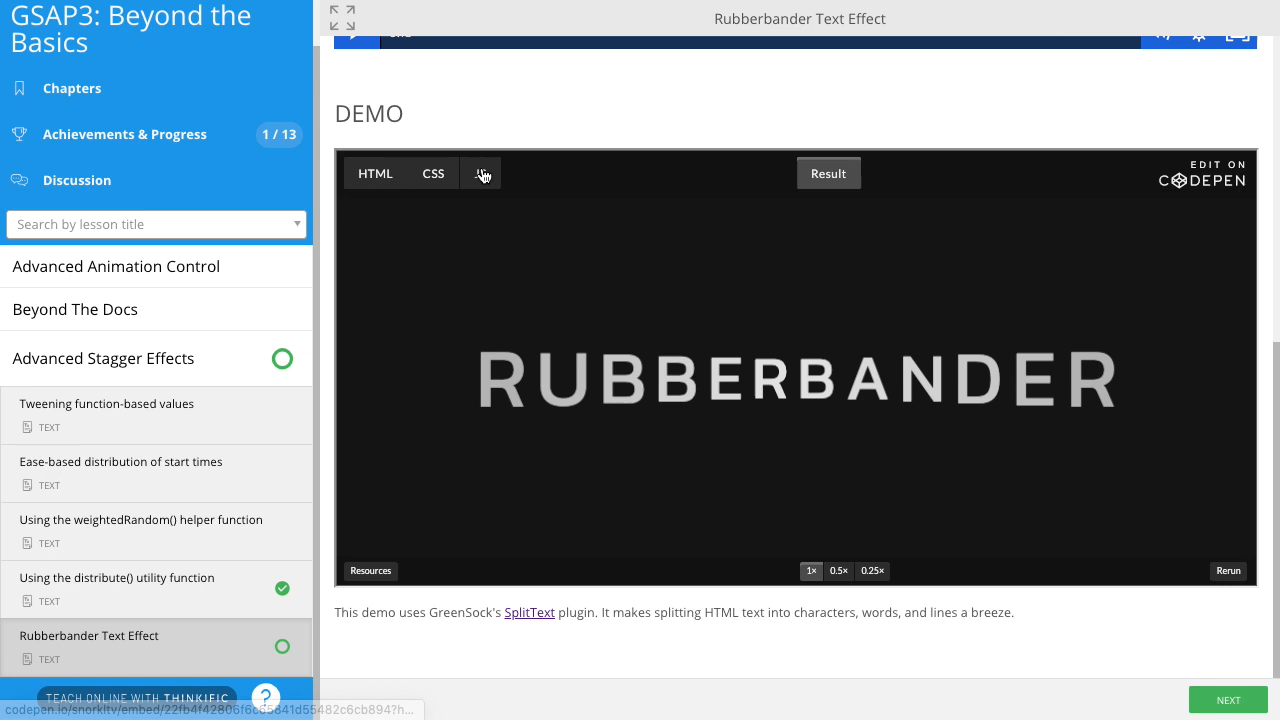 GSAP3: Beyond the
Basics
Chapters
Achievements & Progress
1 / 13
Discussion
Search by lesson title
Advanced Animation Control
Beyond The Docs
Advanced Stagger Effects
Tweening function-based values
TEXT
Ease-based distribution of start times
TEXT
Using the weightedRandom() helper function
TEXT
Using the distribute() utility function
TEXT
Rubberbander Text Effect
TEXT
TEACH ONLINE WITH THINKIFIC
?
Rubberbander Text Effect
DEMO
HTML
CSS
Result
EDIT ON
CODEPEN
RUBBERBANDER
Resources
1×
0.5×
0.25×
Rerun
This demo uses GreenSock's SplitText plugin. It makes splitting HTML text into characters, words, and lines a breeze.
NEXT